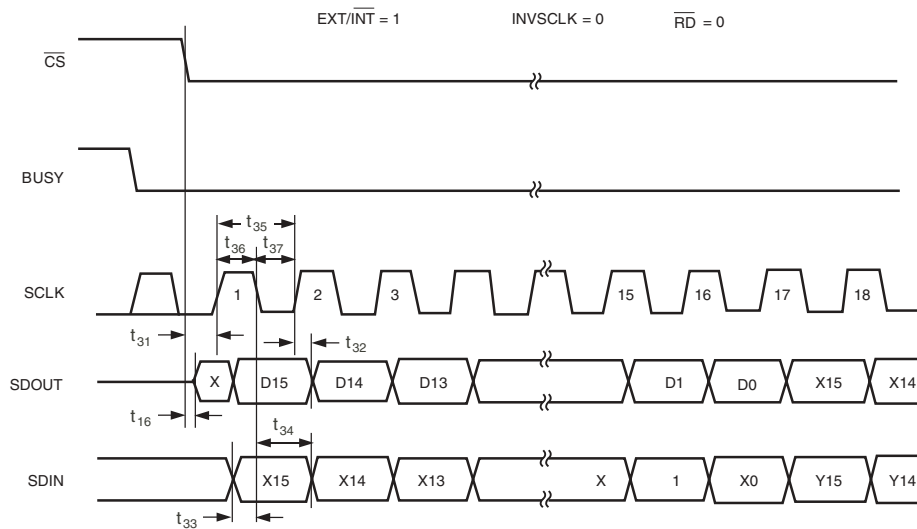 EXT/INT = 1 INVSCLK = 0 RD = 0
CS
BUSY
t35
t36 t37
SCLK 1 2 3 15 16 17 18
t31 t32
SDOUT X D15 D14 D13 D1 D0 X15 X14
t16 t34
SDIN X15 X14 X13 X 1 X0 Y15 Y14
t33